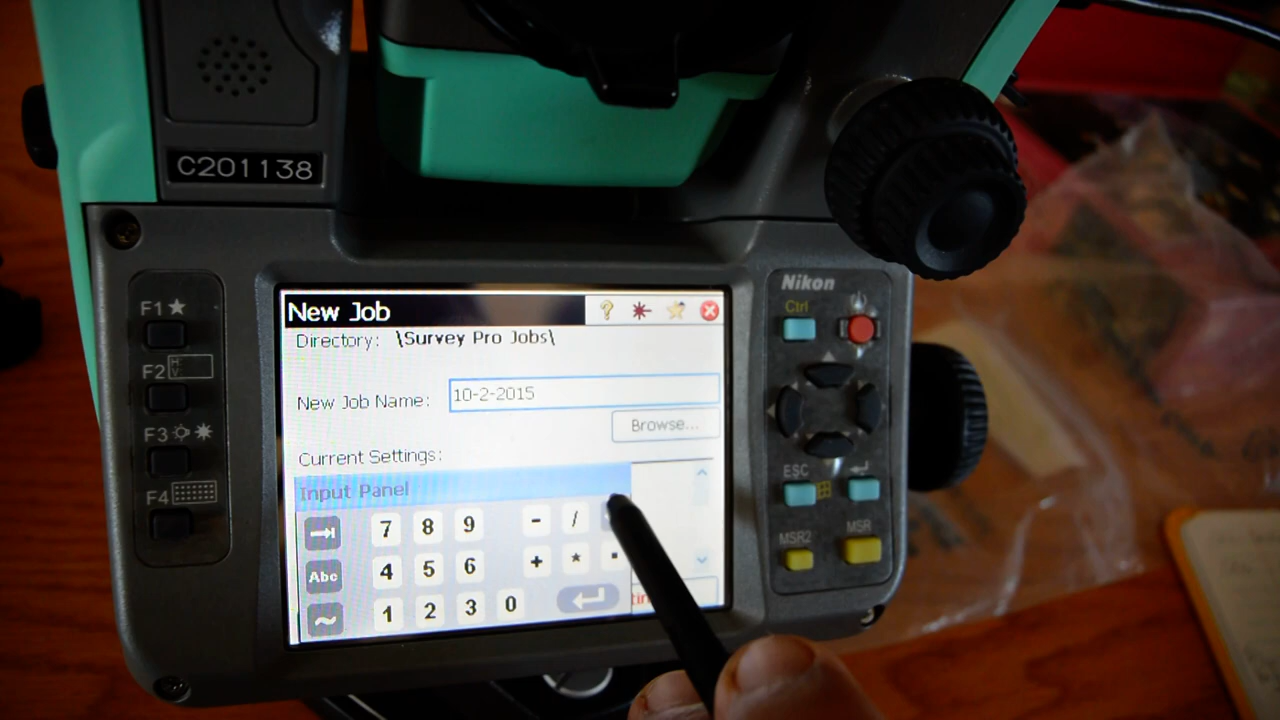 C201138
F1
F2
H
V
F3
F4
New Job
Directory: \Survey Pro Jobs\
New Job Name: 10-2-2015
Browse...
Current Settings:
Input Panel
7 8 9 - /
Abc 4 5 6 + * .
~ 1 2 3 0
Nikon
Ctrl
ESC
MSR2 MSR